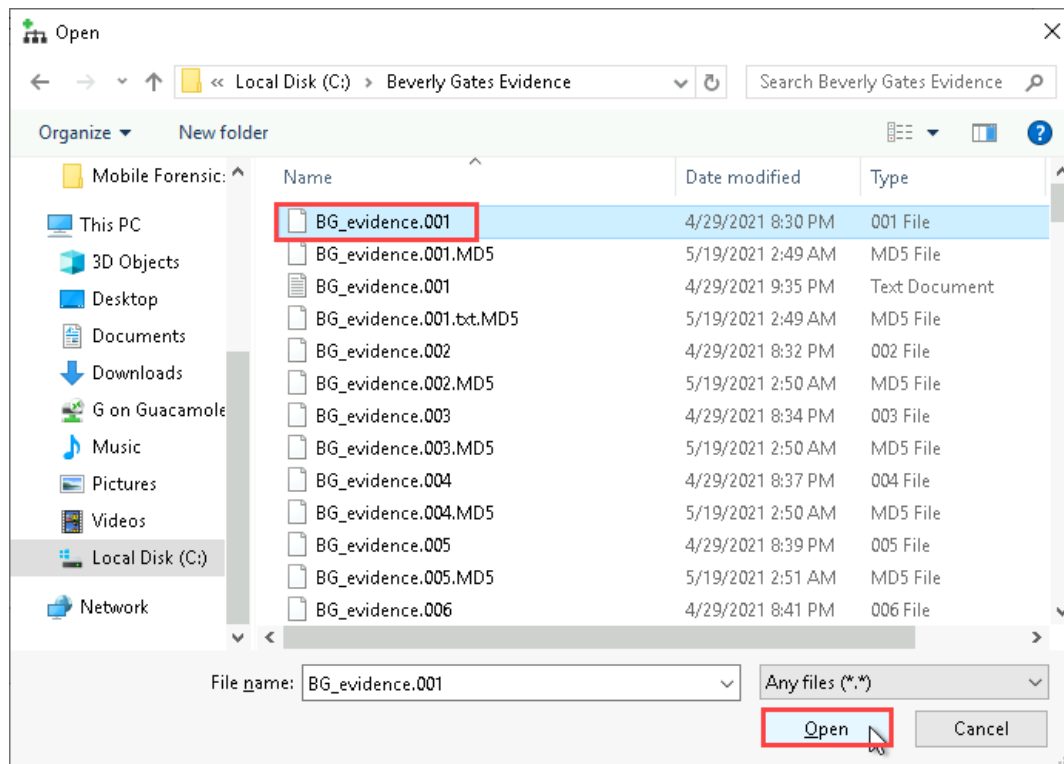 Open
« Local Disk (C:) > Beverly Gates Evidence
Search Beverly Gates Evidence
Organize
New folder
Mobile Forensic:
This PC
3D Objects
Desktop
Documents
Downloads
G on Guacamole
Music
Pictures
Videos
Local Disk (C:)
Network
Name Date modified Type
BG_evidence.001 4/29/2021 8:30 PM 001 File
BG_evidence.001.MD5 5/19/2021 2:49 AM MD5 File
BG_evidence.001 4/29/2021 9:35 PM Text Document
BG_evidence.001.txt.MD5 5/19/2021 2:49 AM MD5 File
BG_evidence.002 4/29/2021 8:32 PM 002 File
BG_evidence.002.MD5 5/19/2021 2:50 AM MD5 File
BG_evidence.003 4/29/2021 8:34 PM 003 File
BG_evidence.003.MD5 5/19/2021 2:50 AM MD5 File
BG_evidence.004 4/29/2021 8:37 PM 004 File
BG_evidence.004.MD5 5/19/2021 2:50 AM MD5 File
BG_evidence.005 4/29/2021 8:39 PM 005 File
BG_evidence.005.MD5 5/19/2021 2:51 AM MD5 File
BG_evidence.006 4/29/2021 8:41 PM 006 File
File name: BG_evidence.001
Any files (*.*)
Open
Cancel